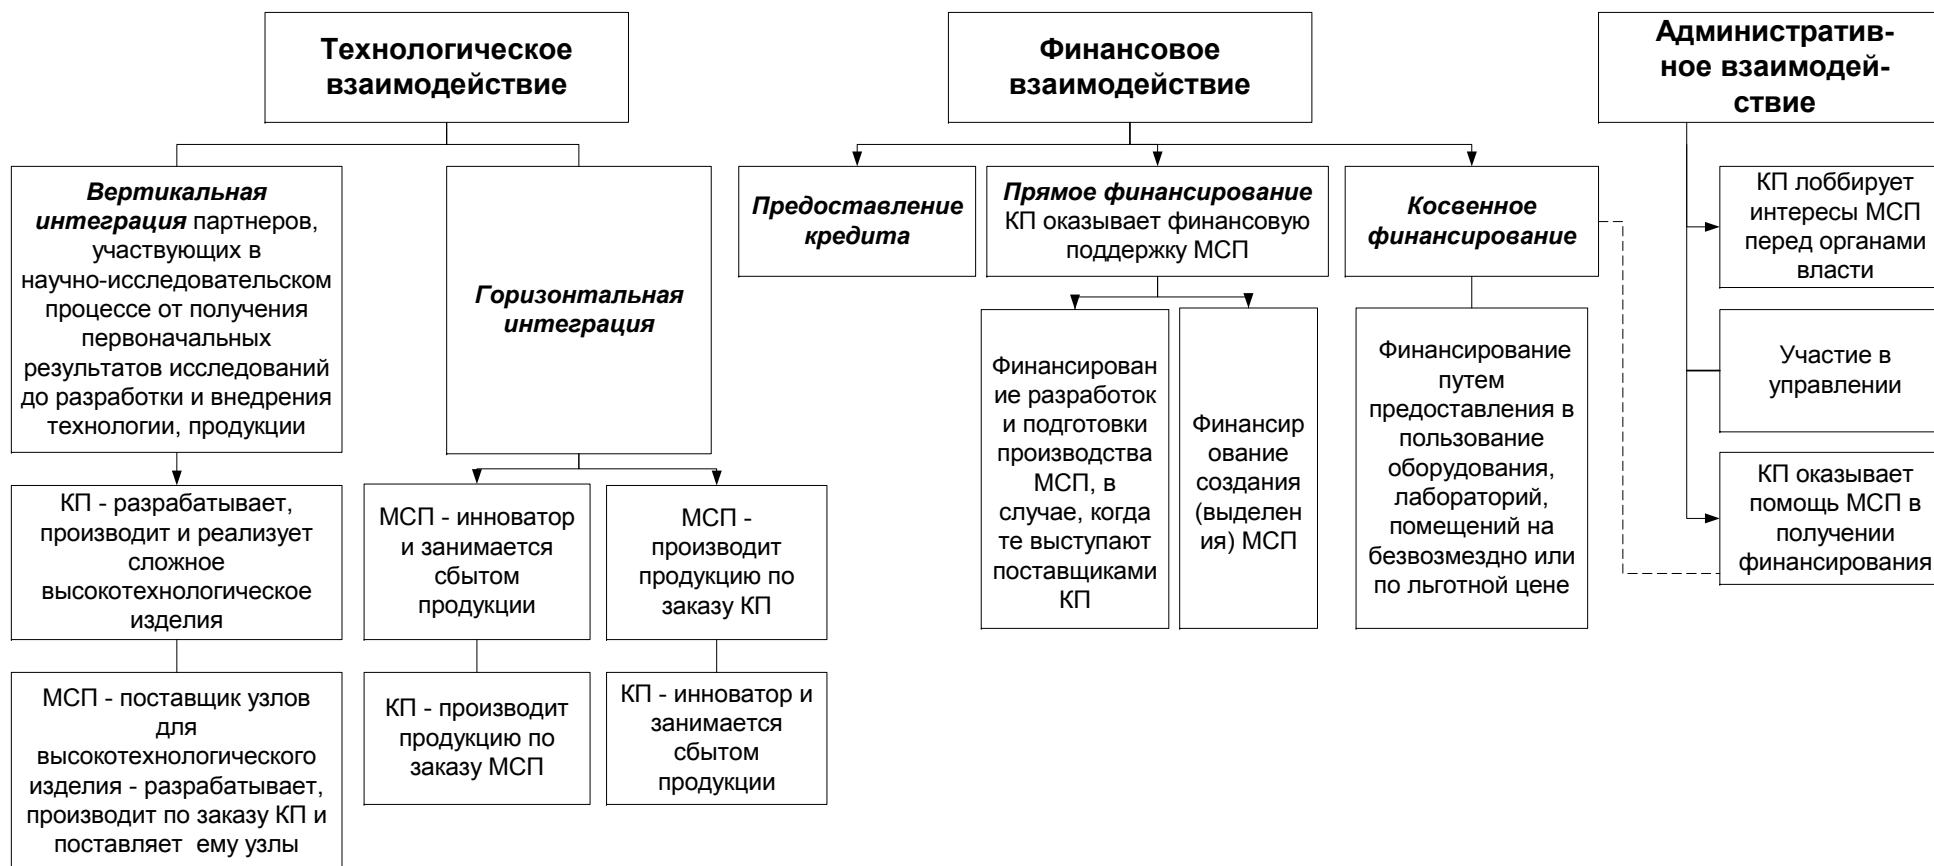 Технологическое
взаимодействие
Финансовое
взаимодействие
Административ-
ное взаимодей-
ствие
Вертикальная
интеграция партнеров,
участвующих в
научно-исследовательском
процессе от получения
первоначальных
результатов исследований
до разработки и внедрения
технологии, продукции
Горизонтальная
интеграция
Предоставление
кредита
Прямое финансирование
КП оказывает финансовую
поддержку МСП
Косвенное
финансирование
КП лоббирует
интересы МСП
перед органами
власти
Финансирован
ие разработок
и подготовки
производства
МСП, в
случае, когда
те выступают
поставщиками
КП
Финансир
ование
создания
(выделен
ия) МСП
Финансирование
путем
предоставления в
пользование
оборудования,
лабораторий,
помещений на
безвозмездно или
по льготной цене
Участие в
управлении
КП оказывает
помощь МСП в
получении
финансирования
КП - разрабатывает,
производит и реализует
сложное
высокотехнологическое
изделия
МСП - инноватор
и занимается
сбытом
продукции
МСП -
производит
продукцию по
заказу КП
МСП - поставщик узлов
для
высокотехнологического
изделия - разрабатывает,
производит по заказу КП и
поставляет ему узлы
КП - производит
продукцию по
заказу МСП
КП - инноватор и
занимается
сбытом
продукции